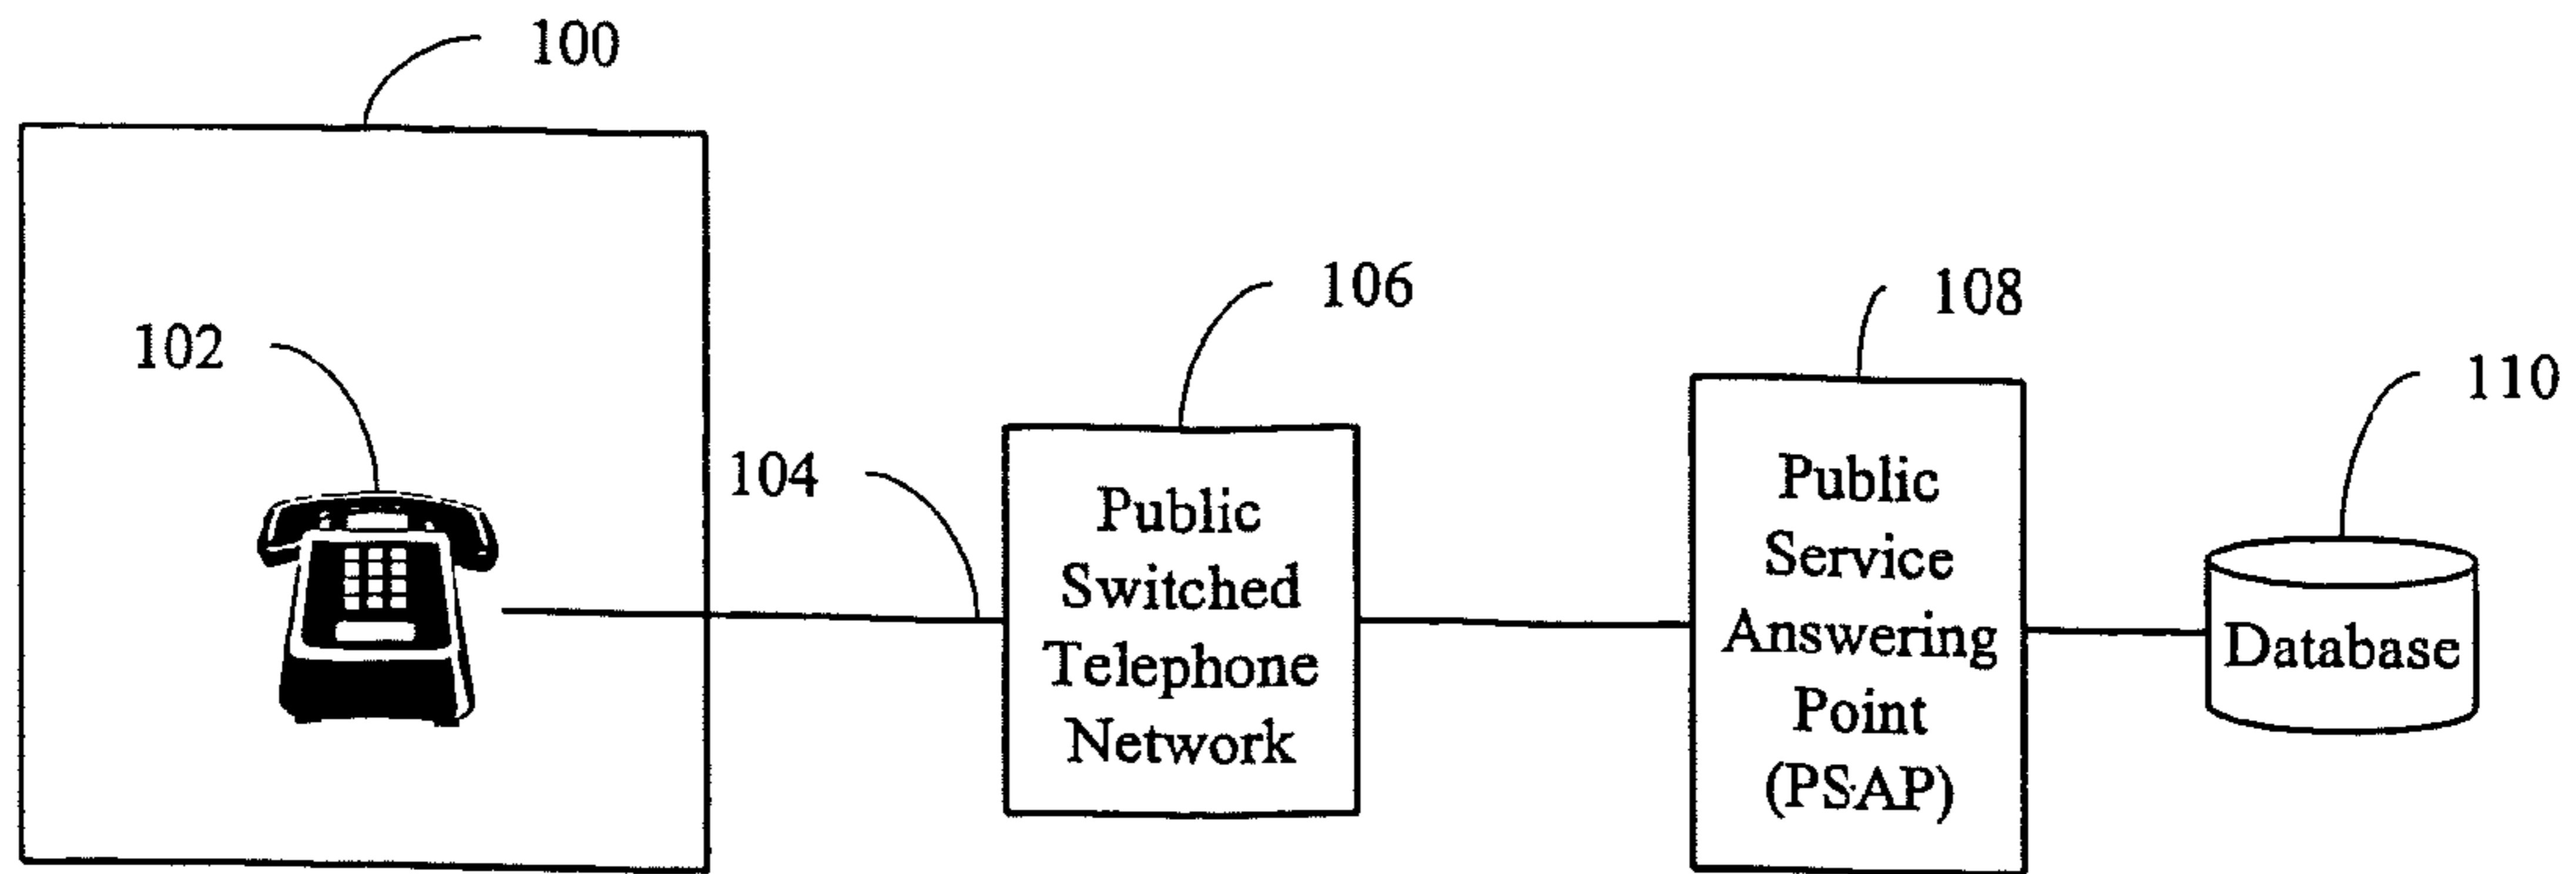 100
102
104
106
Public
Switched
Telephone
Network
108
Public
Service
Answering
Point
(PSAP)
110
Database